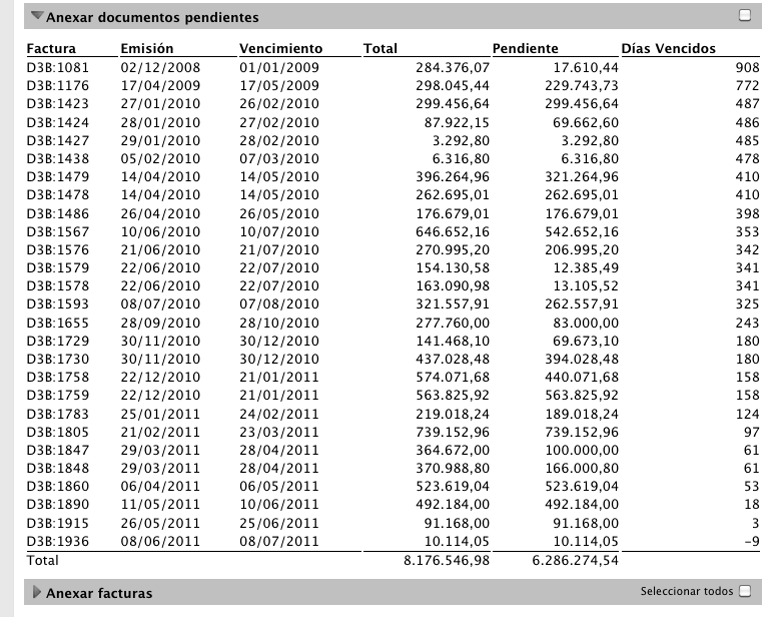 Anexar documentos pendientes
Factura Emisión Vencimiento Total Pendiente Días Vencidos
D3B:1081 02/12/2008 01/01/2009 284.376,07 17.610,44 908
D3B:1176 17/04/2009 17/05/2009 298.045,44 229.743,73 772
D3B:1423 27/01/2010 26/02/2010 299.456,64 299.456,64 487
D3B:1424 28/01/2010 27/02/2010 87.922,15 69.662,60 486
D3B:1427 29/01/2010 28/02/2010 3.292,80 3.292,80 485
D3B:1438 05/02/2010 07/03/2010 6.316,80 6.316,80 478
D3B:1479 14/04/2010 14/05/2010 396.264,96 321.264,96 410
D3B:1478 14/04/2010 14/05/2010 262.695,01 262.695,01 410
D3B:1486 26/04/2010 26/05/2010 176.679,01 176.679,01 398
D3B:1567 10/06/2010 10/07/2010 646.652,16 542.652,16 353
D3B:1576 21/06/2010 21/07/2010 270.995,20 206.995,20 342
D3B:1579 22/06/2010 22/07/2010 154.130,58 12.385,49 341
D3B:1578 22/06/2010 22/07/2010 163.090,98 13.105,52 341
D3B:1593 08/07/2010 07/08/2010 321.557,91 262.557,91 325
D3B:1655 28/09/2010 28/10/2010 277.760,00 83.000,00 243
D3B:1729 30/11/2010 30/12/2010 141.468,10 69.673,10 180
D3B:1730 30/11/2010 30/12/2010 437.028,48 394.028,48 180
D3B:1758 22/12/2010 21/01/2011 574.071,68 440.071,68 158
D3B:1759 22/12/2010 21/01/2011 563.825,92 563.825,92 158
D3B:1783 25/01/2011 24/02/2011 219.018,24 189.018,24 124
D3B:1805 21/02/2011 23/03/2011 739.152,96 739.152,96 97
D3B:1847 29/03/2011 28/04/2011 364.672,00 100.000,00 61
D3B:1848 29/03/2011 28/04/2011 370.988,80 166.000,80 61
D3B:1860 06/04/2011 06/05/2011 523.619,04 523.619,04 53
D3B:1890 11/05/2011 10/06/2011 492.184,00 492.184,00 18
D3B:1915 26/05/2011 25/06/2011 91.168,00 91.168,00 3
D3B:1936 08/06/2011 08/07/2011 10.114,05 10.114,05 -9
Total 8.176.546,98 6.286.274,54
Anexar facturas Seleccionar todos